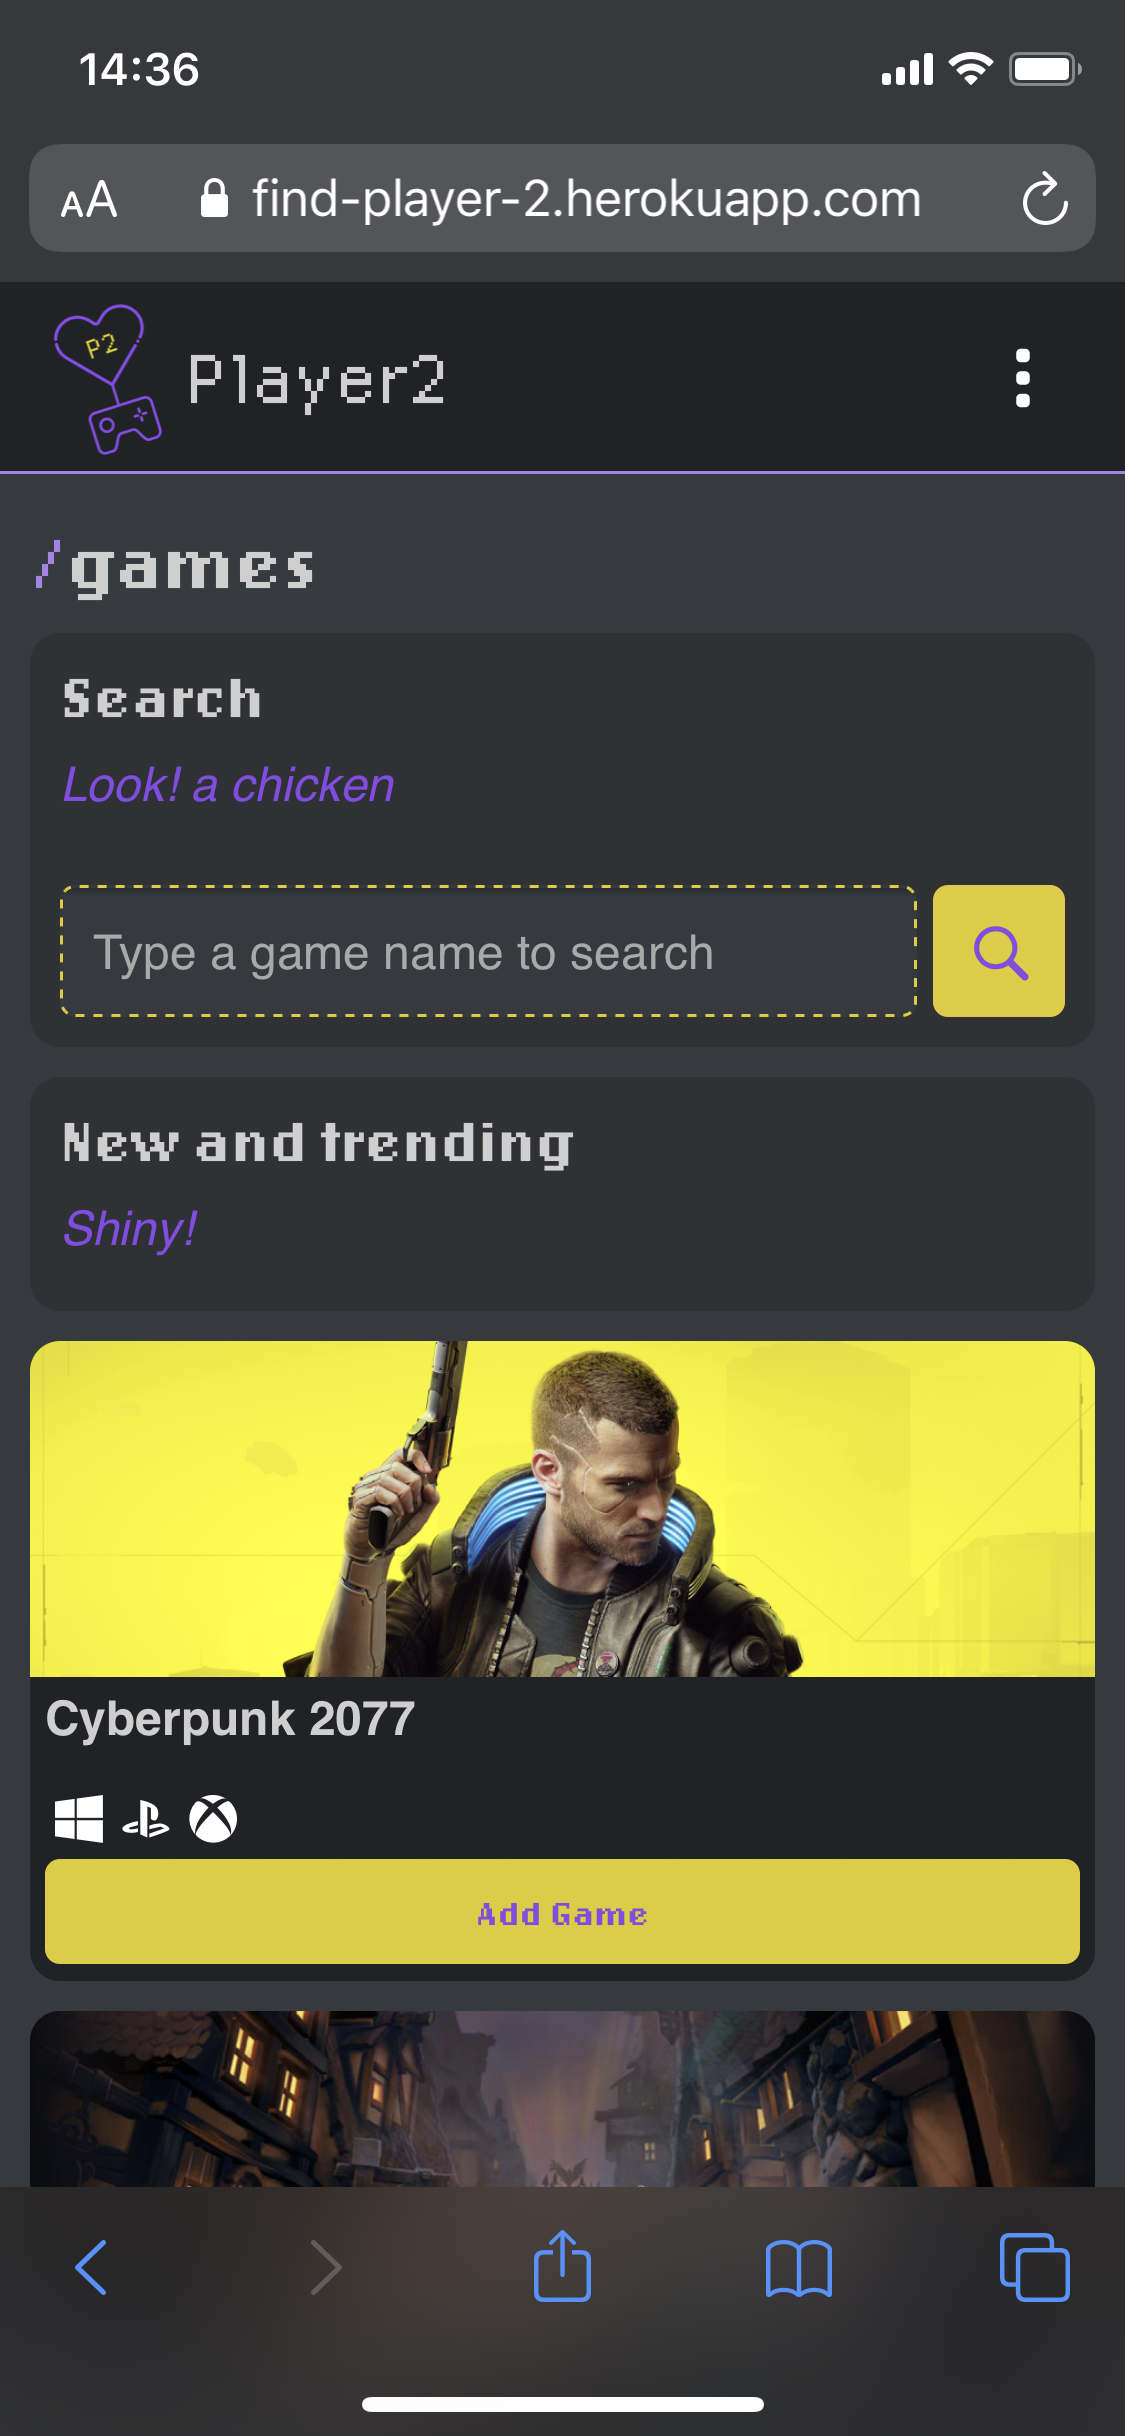 14:36
AA find-player-2.herokuapp.com
P2
Player2
/games
Search
Look! a chicken
Type a game name to search
New and trending
Shiny!
Cyberpunk 2077
Add Game